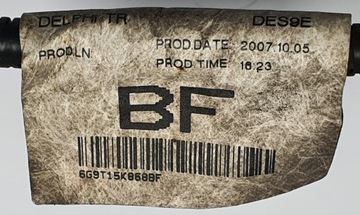 DELPHI-TR DES9E
PROD.LN. PROD.DATE 2007.10.05
PROD.TIME 16:23
BF
6G9T15K868BF